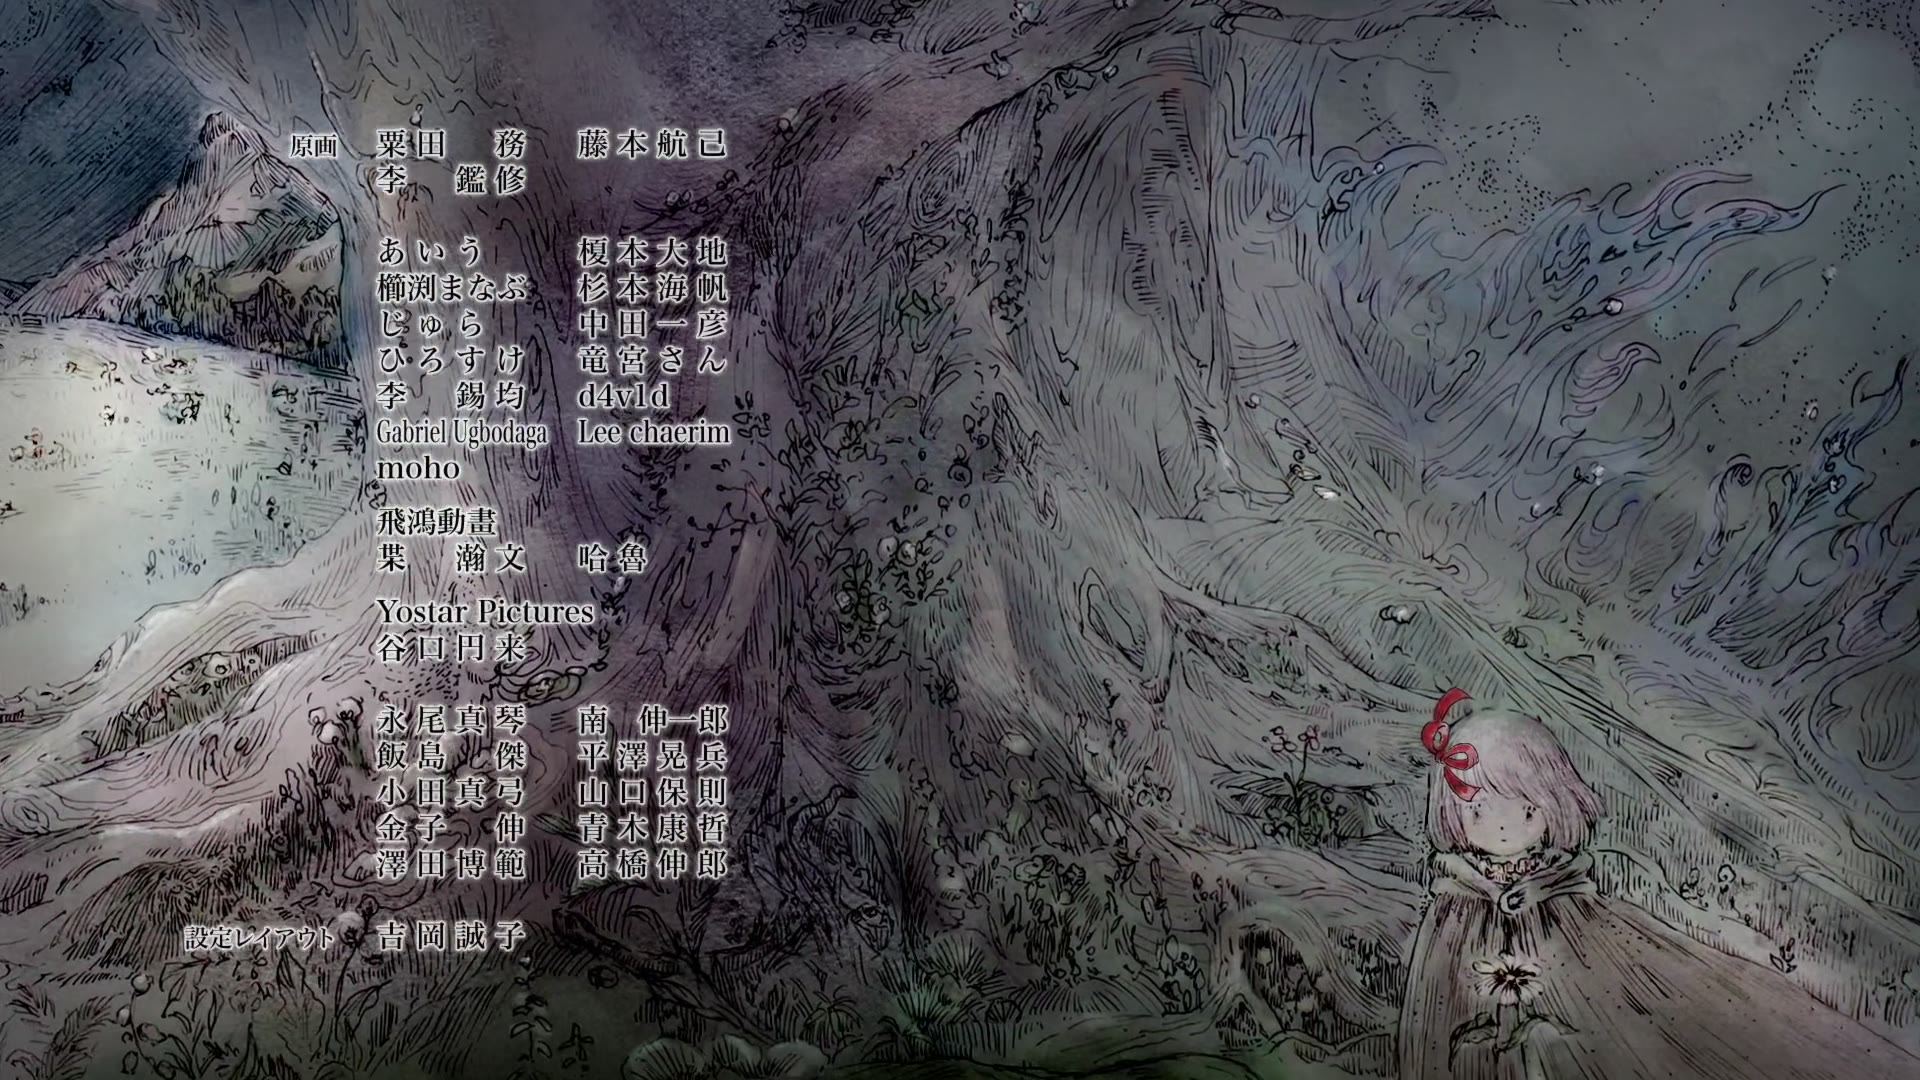 原画 粟田 務 藤本航己
李 鑑修
あいう 榎本大地
櫛渕まなぶ 杉本海帆
じゅら 中田一彦
ひろすけ 竜宮さん
李 錫均 d4v1d
Gabriel Ugbodaga Lee chaerim
moho
飛鴻動畫
瀚文 哈魯
Yostar Pictures
谷口円来
永尾真琴 南 伸一郎
飯島 傑 平澤晃兵
小田真弓 山口保則
金子 伸 青木康哲
澤田博範 高橋伸郎
設定レイアウト 吉岡誠子